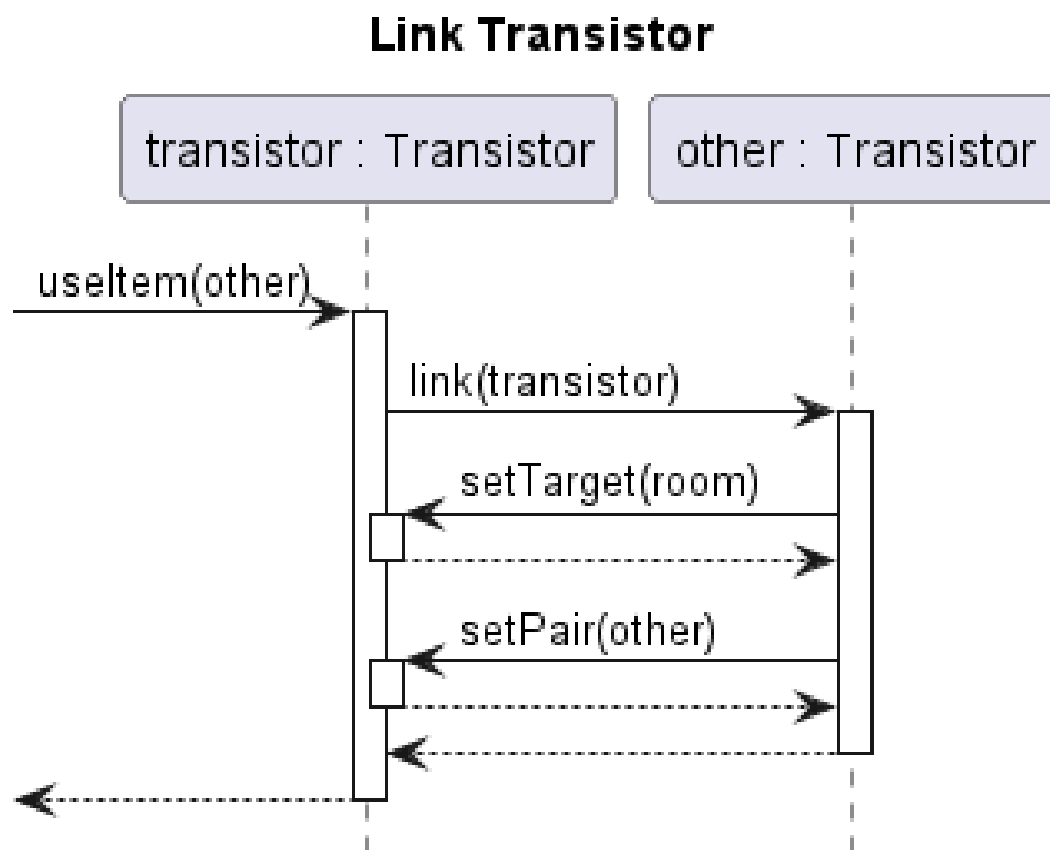 Link Transistor
transistor : Transistor
other : Transistor
useItem(other)
link(transistor)
setTarget(room)
setPair(other)